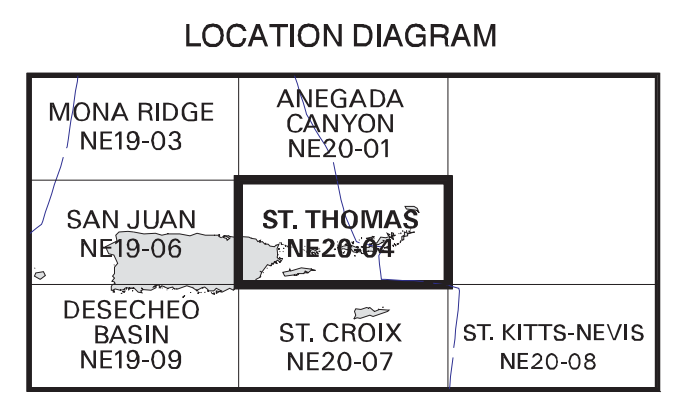 LOCATION DIAGRAM
MONA RIDGE
NE19-03
ANEGADA
CANYON
NE20-01
SAN JUAN
NE19-06
ST. THOMAS
NE20-04
DESECHEO
BASIN
NE19-09
ST. CROIX
NE20-07
ST. KITTS-NEVIS
NE20-08